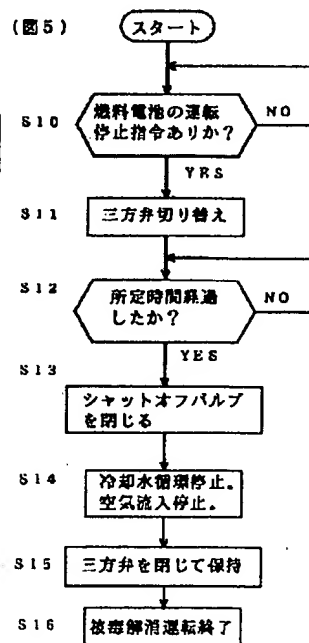 (図5)
スタート
S10
燃料電池の運転
停止指令ありか？
NO
YRS
S11
三方弁切り替え
S12
所定時間経過
したか？
NO
YES
S13
シャットオフバルブ
を閉じる
S14
冷却水循環停止。
空気流入停止。
S15
三方弁を閉じて保持
S16
被毒解消運転終了